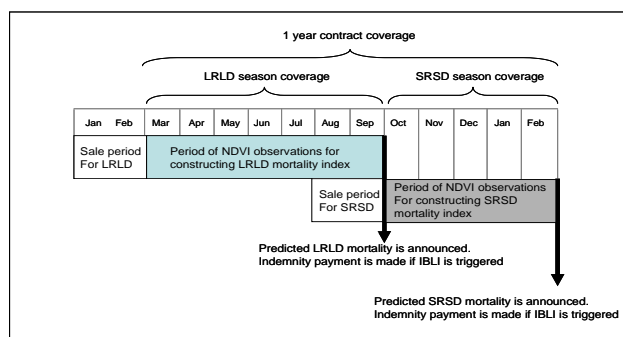 1 year contract coverage
LRLD season coverage
SRSD season coverage
Jan Feb Mar Apr May Jun Jul Aug Sep Oct Nov Dec Jan Feb
Sale period
For LRLD
Period of NDVI observations for
constructing LRLD mortality index
Sale period
For SRSD
Period of NDVI observations
For constructing SRSD
mortality index
Predicted LRLD mortality is announced.
Indemnity payment is made if IBLI is triggered
Predicted SRSD mortality is announced.
Indemnity payment is made if IBLI is triggered